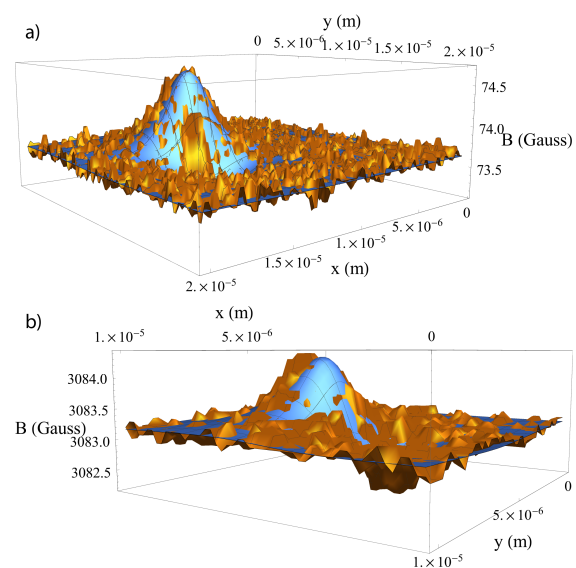 a)
y (m)
0 5.×10⁻⁶ 1.×10⁻⁵ 1.5×10⁻⁵ 2.×10⁻⁵
74.5
74.0
B (Gauss)
73.5
0
5.×10⁻⁶
1.×10⁻⁵
1.5×10⁻⁵
x (m)
2.×10⁻⁵
b)
x (m)
1.×10⁻⁵ 5.×10⁻⁶ 0
3084.0
3083.5
B (Gauss)
3083.0
3082.5
0
5.×10⁻⁶
y (m)
1.×10⁻⁵